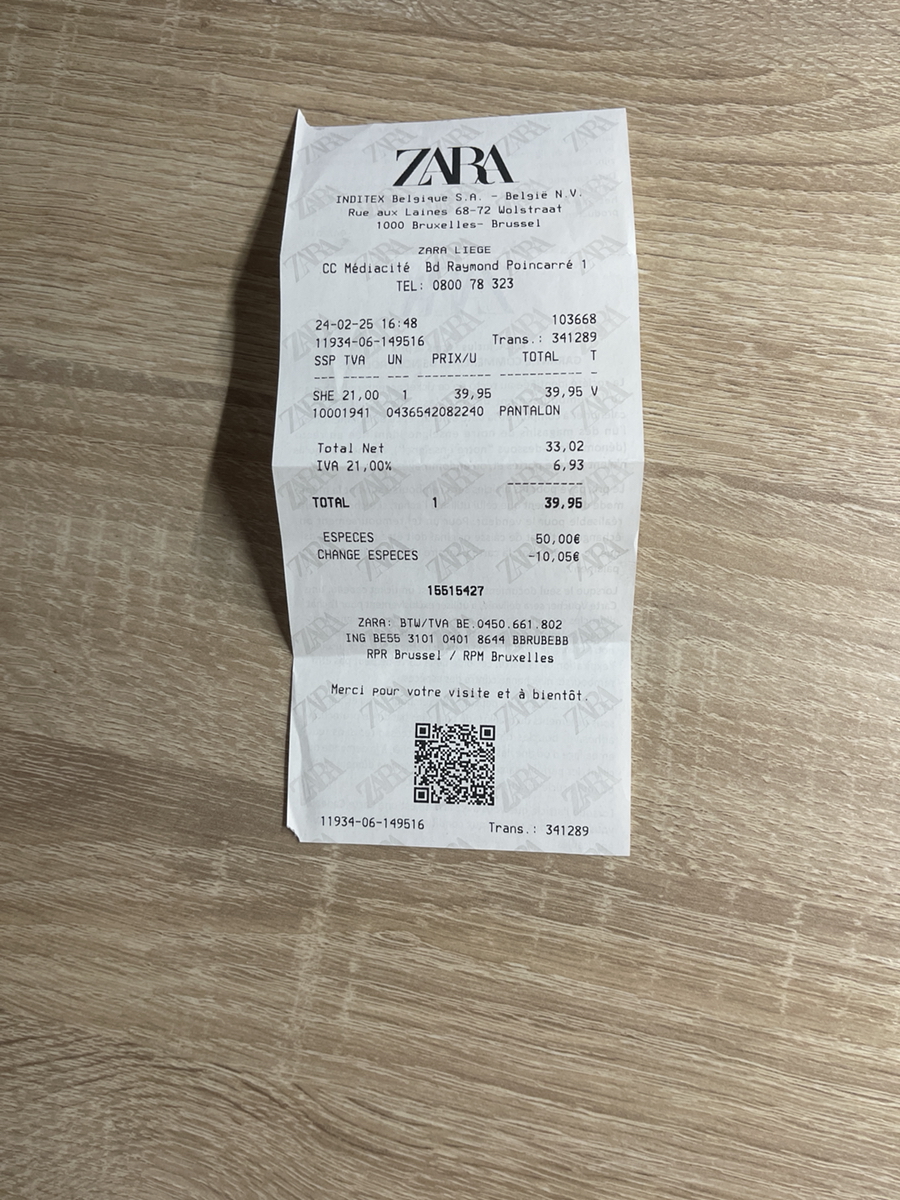 ZARA
INDITEX Belgique S.A. - België N.V.
Rue aux Laines 68-72 Wolstraat
1000 Bruxelles- Brussel
ZARA LIEGE
CC Médiacité Bd Raymond Poincarré 1
TEL: 0800 78 323
24-02-25 16:48 103668
11934-06-149516 Trans.: 341289
SSP TVA UN PRIX/U TOTAL T
--- --- --- ---------- ----------- -
SHE 21,00 1 39,95 39,95 V
10001941 0436542082240 PANTALON
Total Net 33,02
IVA 21,00% 6,93
----------
TOTAL 1 39,95
ESPECES 50,00€
CHANGE ESPECES -10,05€
15515427
ZARA: BTW/TVA BE.0450.661.802
ING BE55 3101 0401 8644 BBRUBEBB
RPR Brussel / RPM Bruxelles
Merci pour votre visite et à bientôt.
11934-06-149516 Trans.: 341289